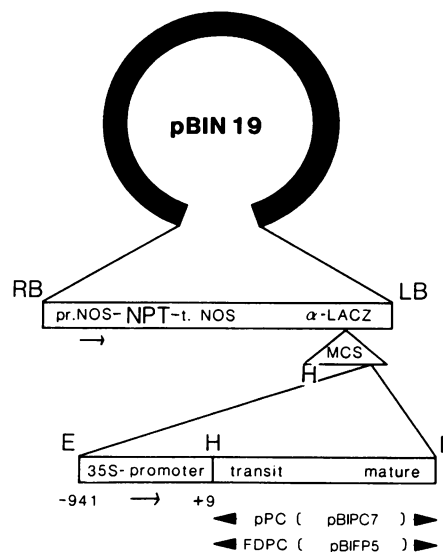 pBIN 19
RB LB
pr.NOS-NPT-t. NOS α-LACZ
MCS
H
E H
35S-promoter transit mature
-941 +9
pPC ( pBIPC7 )
FDPC ( pBIFP5 )